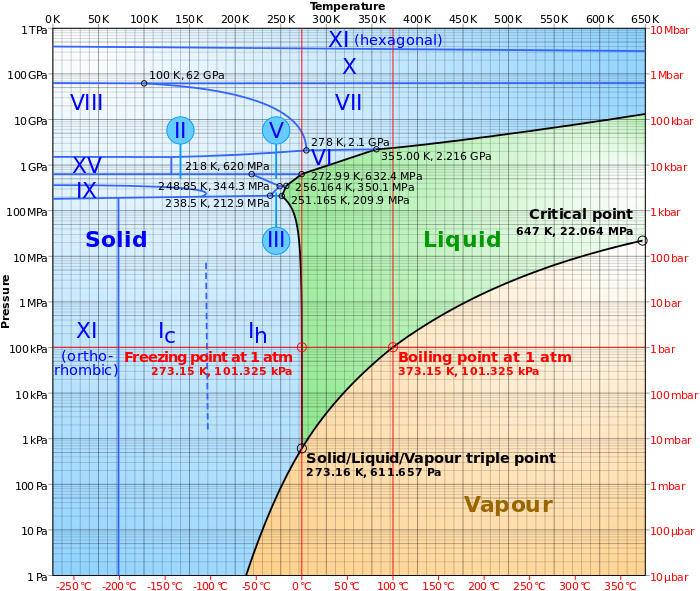 Temperature
0 K 50 K 100 K 150 K 200 K 250 K 300 K 350 K 400 K 450 K 500 K 550 K 600 K 650 K
1 TPa
10 Mbar
XI (hexagonal)
X
100 GPa
1 Mbar
100 K, 62 GPa
VIII
VII
10 GPa
100 kbar
II
V
278 K, 2.1 GPa
VI
355.00 K, 2.216 GPa
1 GPa
10 kbar
XV
218 K, 620 MPa
272.99 K, 632.4 MPa
IX
248.85 K, 344.3 MPa
256.164 K, 350.1 MPa
238.5 K, 212.9 MPa
251.165 K, 209.9 MPa
100 MPa
1 kbar
Critical point
647 K, 22.064 MPa
Solid
III
Liquid
10 MPa
100 bar
Pressure
1 MPa
10 bar
XI
(ortho-
rhombic)
Ic
Ih
100 kPa
1 bar
Freezing point at 1 atm
273.15 K, 101.325 kPa
Boiling point at 1 atm
373.15 K, 101.325 kPa
10 kPa
100 mbar
1 kPa
10 mbar
Solid/Liquid/Vapour triple point
273.16 K, 611.657 Pa
100 Pa
1 mbar
Vapour
10 Pa
100 µbar
1 Pa
10 µbar
-250 °C -200 °C -150 °C -100 °C -50 °C 0 °C 50 °C 100 °C 150 °C 200 °C 250 °C 300 °C 350 °C